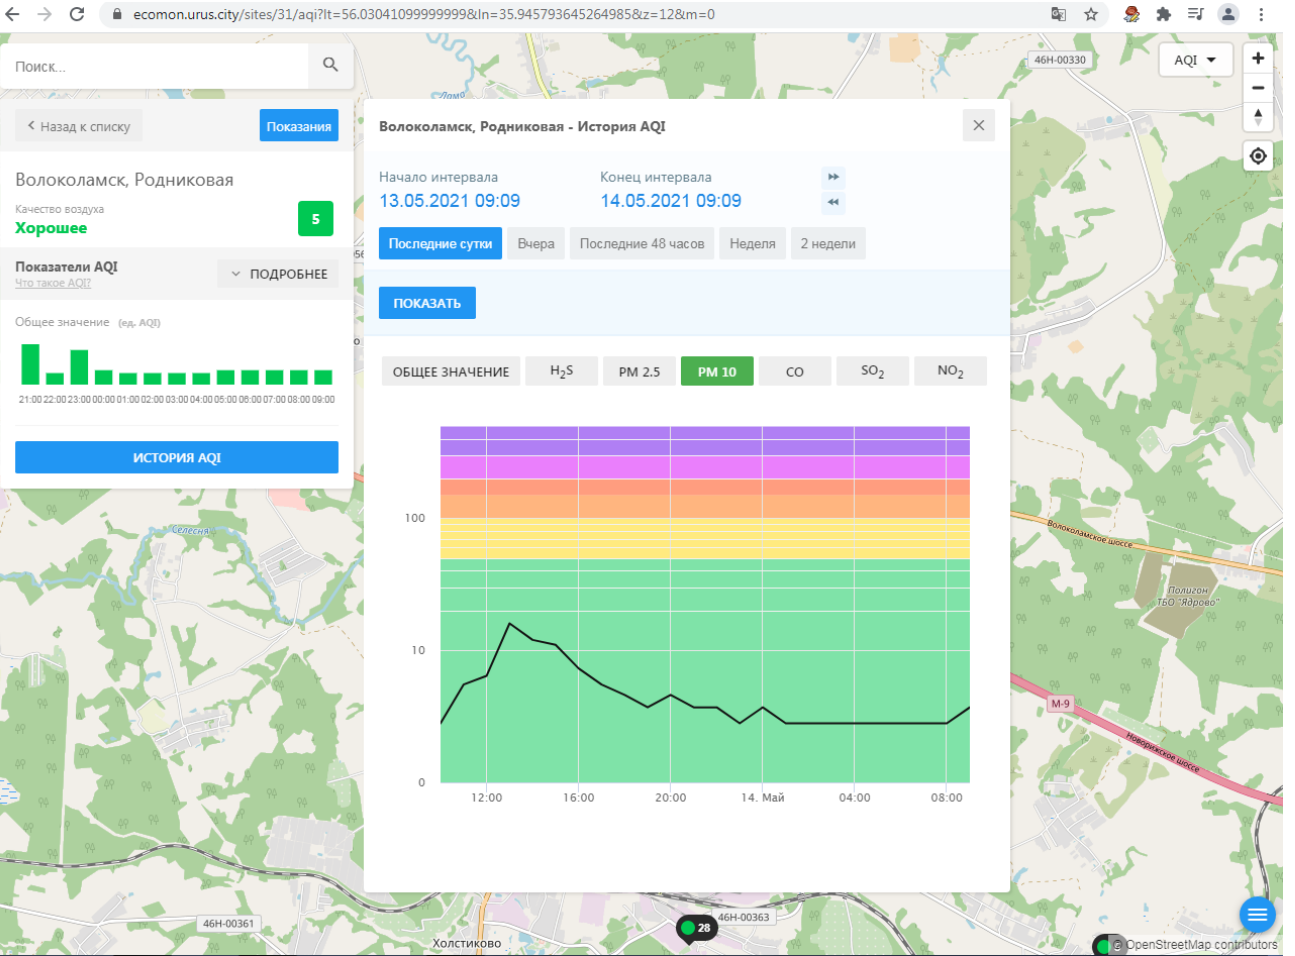 ecomon.urus.city/sites/31/aqi?lt=56.03041099999999&ln=35.945793645264985&z=12&m=0
Поиск...
46Н-00330
AQI
Лама
Назад к списку
Показания
Волоколамск, Родниковая - История AQI
Волоколамск, Родниковая
Качество воздуха
Хорошее
5
Начало интервала
Конец интервала
13.05.2021 09:09
14.05.2021 09:09
Последние сутки
Вчера
Последние 48 часов
Неделя
2 недели
Показатели AQI
Что такое AQI?
ПОДРОБНЕЕ
ПОКАЗАТЬ
Общее значение (ед. AQI)
21:00 22:00 23:00 00:00 01:00 02:00 03:00 04:00 05:00 06:00 07:00 08:00 09:00
ИСТОРИЯ AQI
ОБЩЕЕ ЗНАЧЕНИЕ
H2S
PM 2.5
PM 10
CO
SO2
NO2
100
10
0
12:00
16:00
20:00
14. Май
04:00
08:00
Селесня
Волоколамское шоссе
Полигон
ТБО "Ядрово"
М-9
Новорижское шоссе
46Н-00361
46Н-00363
28
Холстиково
© OpenStreetMap contributors